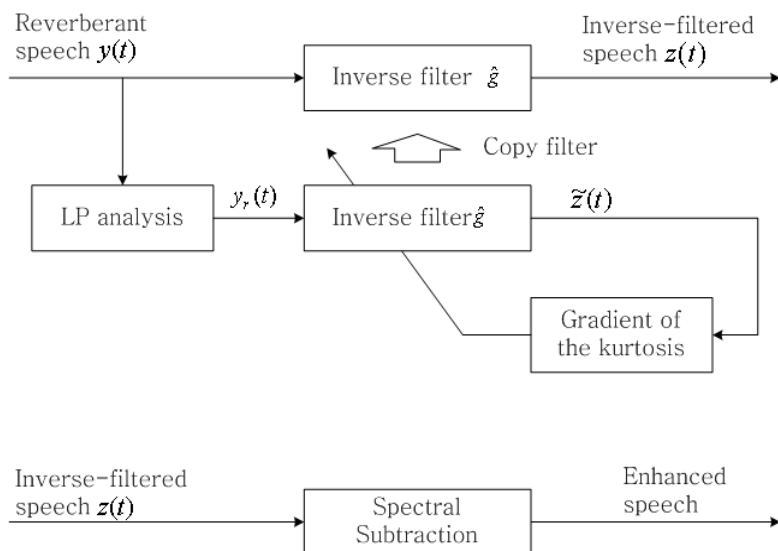 Reverberant
speech y(t)
Inverse-filtered
speech z(t)
Inverse filter ĝ
Copy filter
LP analysis
y_r(t)
Inverse filter ĝ
z̃(t)
Gradient of
the kurtosis
Inverse-filtered
speech z(t)
Enhanced
speech
Spectral
Subtraction